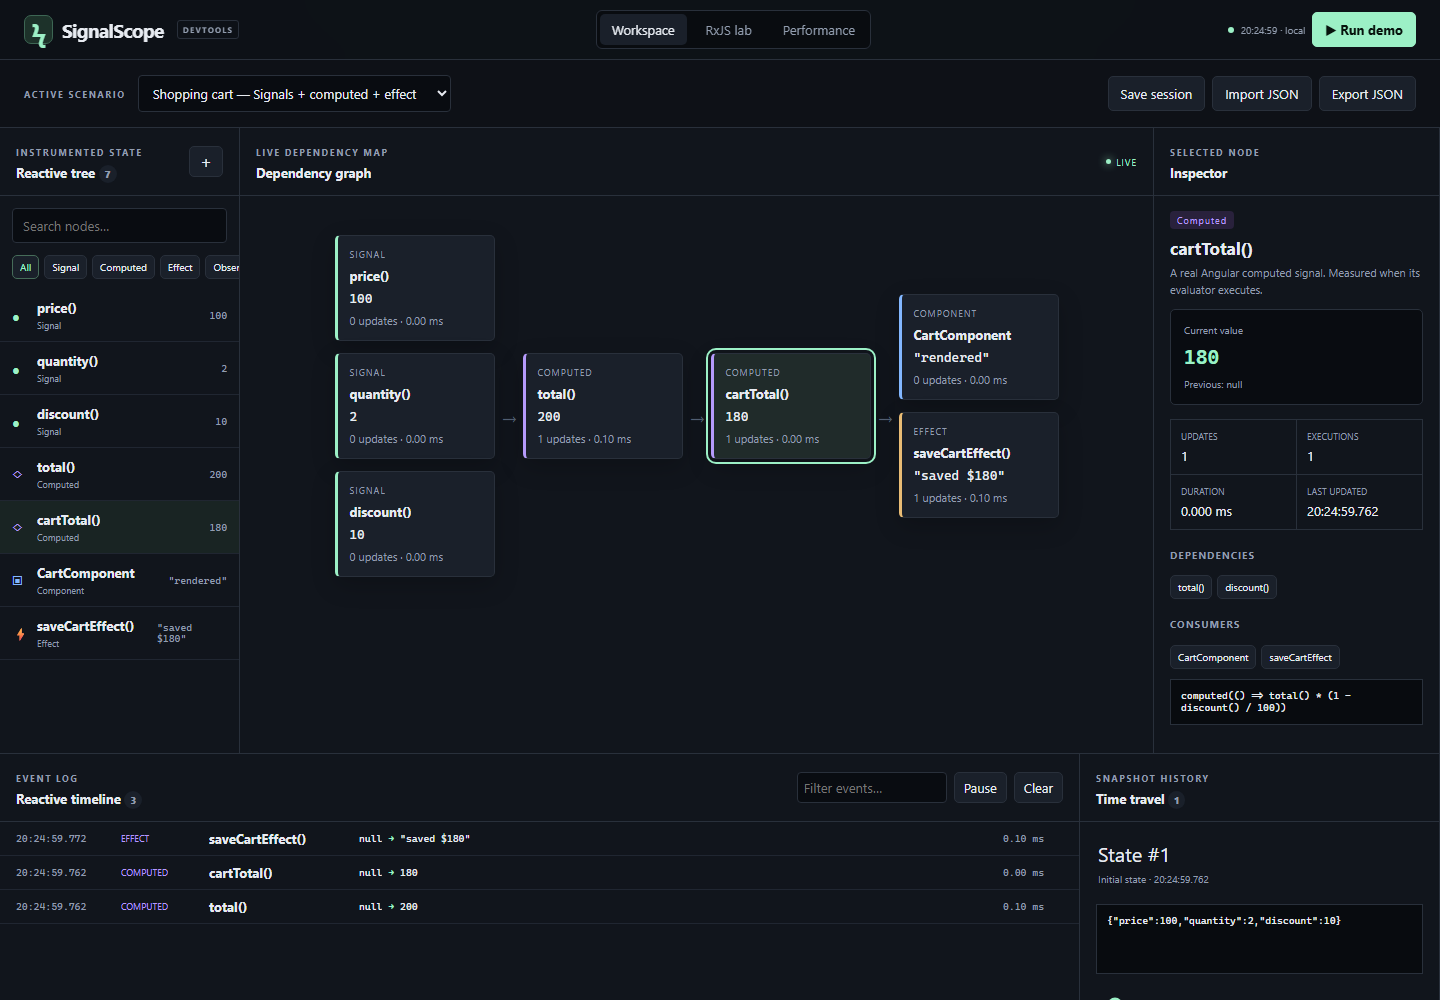 SignalScope
DEVTOOLS
Workspace
RxJS lab
Performance
20:24:59 · local
▶ Run demo
ACTIVE SCENARIO
Shopping cart — Signals + computed + effect
Save session
Import JSON
Export JSON
INSTRUMENTED STATE
Reactive tree 7
+
Search nodes...
All
Signal
Computed
Effect
Obser
price()
Signal
100
quantity()
Signal
2
discount()
Signal
10
total()
Computed
200
cartTotal()
Computed
180
CartComponent
Component
"rendered"
saveCartEffect()
Effect
"saved
$180"
LIVE DEPENDENCY MAP
Dependency graph
LIVE
SIGNAL
price()
100
0 updates · 0.00 ms
SIGNAL
quantity()
2
0 updates · 0.00 ms
SIGNAL
discount()
10
0 updates · 0.00 ms
→
COMPUTED
total()
200
1 updates · 0.10 ms
→
COMPUTED
cartTotal()
180
1 updates · 0.00 ms
→
COMPONENT
CartComponent
"rendered"
0 updates · 0.00 ms
EFFECT
saveCartEffect()
"saved $180"
1 updates · 0.10 ms
SELECTED NODE
Inspector
Computed
cartTotal()
A real Angular computed signal. Measured when its
evaluator executes.
Current value
180
Previous: null
UPDATES
1
EXECUTIONS
1
DURATION
0.000 ms
LAST UPDATED
20:24:59.762
DEPENDENCIES
total()
discount()
CONSUMERS
CartComponent
saveCartEffect
computed(() => total() * (1 -
discount() / 100))
EVENT LOG
Reactive timeline 3
Filter events...
Pause
Clear
20:24:59.772 EFFECT saveCartEffect() null → "saved $180" 0.10 ms
20:24:59.762 COMPUTED cartTotal() null → 180 0.00 ms
20:24:59.762 COMPUTED total() null → 200 0.10 ms
SNAPSHOT HISTORY
Time travel 1
State #1
Initial state · 20:24:59.762
{"price":100,"quantity":2,"discount":10}